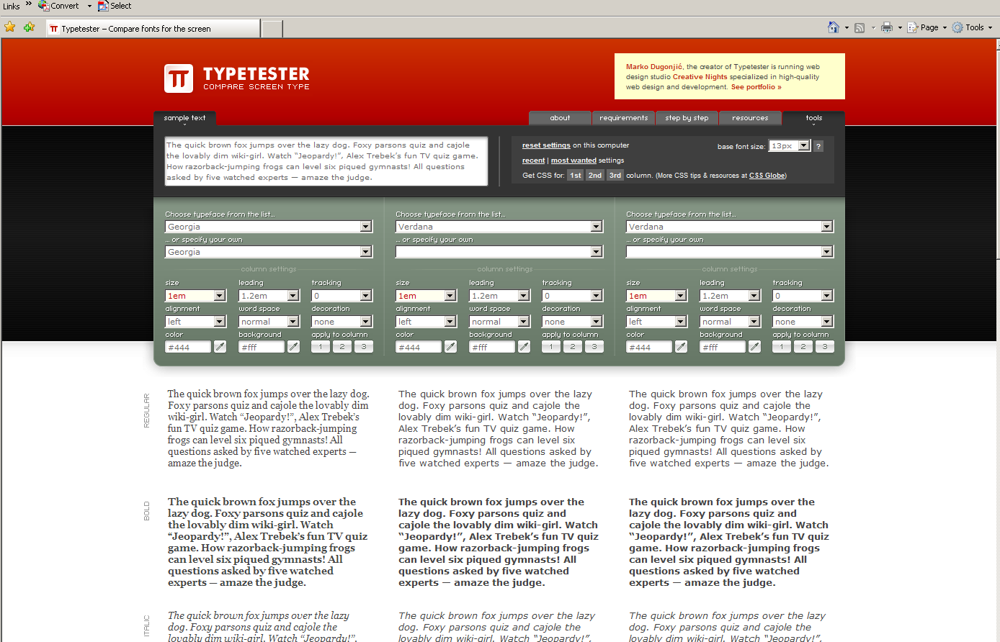 Links » Convert Select
Typetester – Compare fonts for the screen Page Tools
TYPETESTER
COMPARE SCREEN TYPE
Marko Dugonjić, the creator of Typetester is running web
design studio Creative Nights specialized in high-quality
web design and development. See portfolio »
sample text about requirements step by step resources tools
The quick brown fox jumps over the lazy dog. Foxy parsons quiz and cajole
the lovably dim wiki-girl. Watch “Jeopardy!”, Alex Trebek’s fun TV quiz game.
How razorback-jumping frogs can level six piqued gymnasts! All questions
asked by five watched experts — amaze the judge.
reset settings on this computer base font size: 13px ?
recent | most wanted settings
Get CSS for: 1st 2nd 3rd column. (More CSS tips & resources at CSS Globe)
Choose typeface from the list... Choose typeface from the list... Choose typeface from the list...
Georgia Verdana Verdana
... or specify your own ... or specify your own ... or specify your own
Georgia
column settings column settings column settings
size leading tracking size leading tracking size leading tracking
1em 1.2em 0 1em 1.2em 0 1em 1.2em 0
alignment word space decoration alignment word space decoration alignment word space decoration
left normal none left normal none left normal none
color background apply to column color background apply to column color background apply to column
#444 #fff 1 2 3 #444 #fff 1 2 3 #444 #fff 1 2 3
REGULAR
The quick brown fox jumps over the lazy dog.
Foxy parsons quiz and cajole the lovably dim
wiki-girl. Watch “Jeopardy!”, Alex Trebek’s
fun TV quiz game. How razorback-jumping
frogs can level six piqued gymnasts! All
questions asked by five watched experts —
amaze the judge.
The quick brown fox jumps over the lazy
dog. Foxy parsons quiz and cajole the
lovably dim wiki-girl. Watch “Jeopardy!”,
Alex Trebek’s fun TV quiz game. How
razorback-jumping frogs can level six
piqued gymnasts! All questions asked by
five watched experts — amaze the judge.
The quick brown fox jumps over the lazy
dog. Foxy parsons quiz and cajole the
lovably dim wiki-girl. Watch “Jeopardy!”,
Alex Trebek’s fun TV quiz game. How
razorback-jumping frogs can level six
piqued gymnasts! All questions asked by
five watched experts — amaze the judge.
BOLD
The quick brown fox jumps over the
lazy dog. Foxy parsons quiz and cajole
the lovably dim wiki-girl. Watch
“Jeopardy!”, Alex Trebek’s fun TV quiz
game. How razorback-jumping frogs
can level six piqued gymnasts! All
questions asked by five watched
experts — amaze the judge.
The quick brown fox jumps over the
lazy dog. Foxy parsons quiz and
cajole the lovably dim wiki-girl. Watch
“Jeopardy!”, Alex Trebek’s fun TV quiz
game. How razorback-jumping frogs
can level six piqued gymnasts! All
questions asked by five watched
experts — amaze the judge.
The quick brown fox jumps over the
lazy dog. Foxy parsons quiz and
cajole the lovably dim wiki-girl. Watch
“Jeopardy!”, Alex Trebek’s fun TV quiz
game. How razorback-jumping frogs
can level six piqued gymnasts! All
questions asked by five watched
experts — amaze the judge.
ITALIC
The quick brown fox jumps over the lazy
dog. Foxy parsons quiz and cajole the
lovably dim wiki-girl. Watch “Jeopardy!”,
The quick brown fox jumps over the lazy
dog. Foxy parsons quiz and cajole the
lovably dim wiki-girl. Watch “Jeopardy!”,
The quick brown fox jumps over the lazy
dog. Foxy parsons quiz and cajole the
lovably dim wiki-girl. Watch “Jeopardy!”,